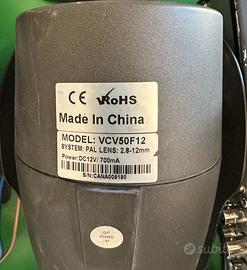 CE RoHS
Made In China
MODEL: VCV50F12
SYSTEM: PAL LENS: 2.8-12mm
Power:DC12V/ 700mA
S/N:CANA009180
subito